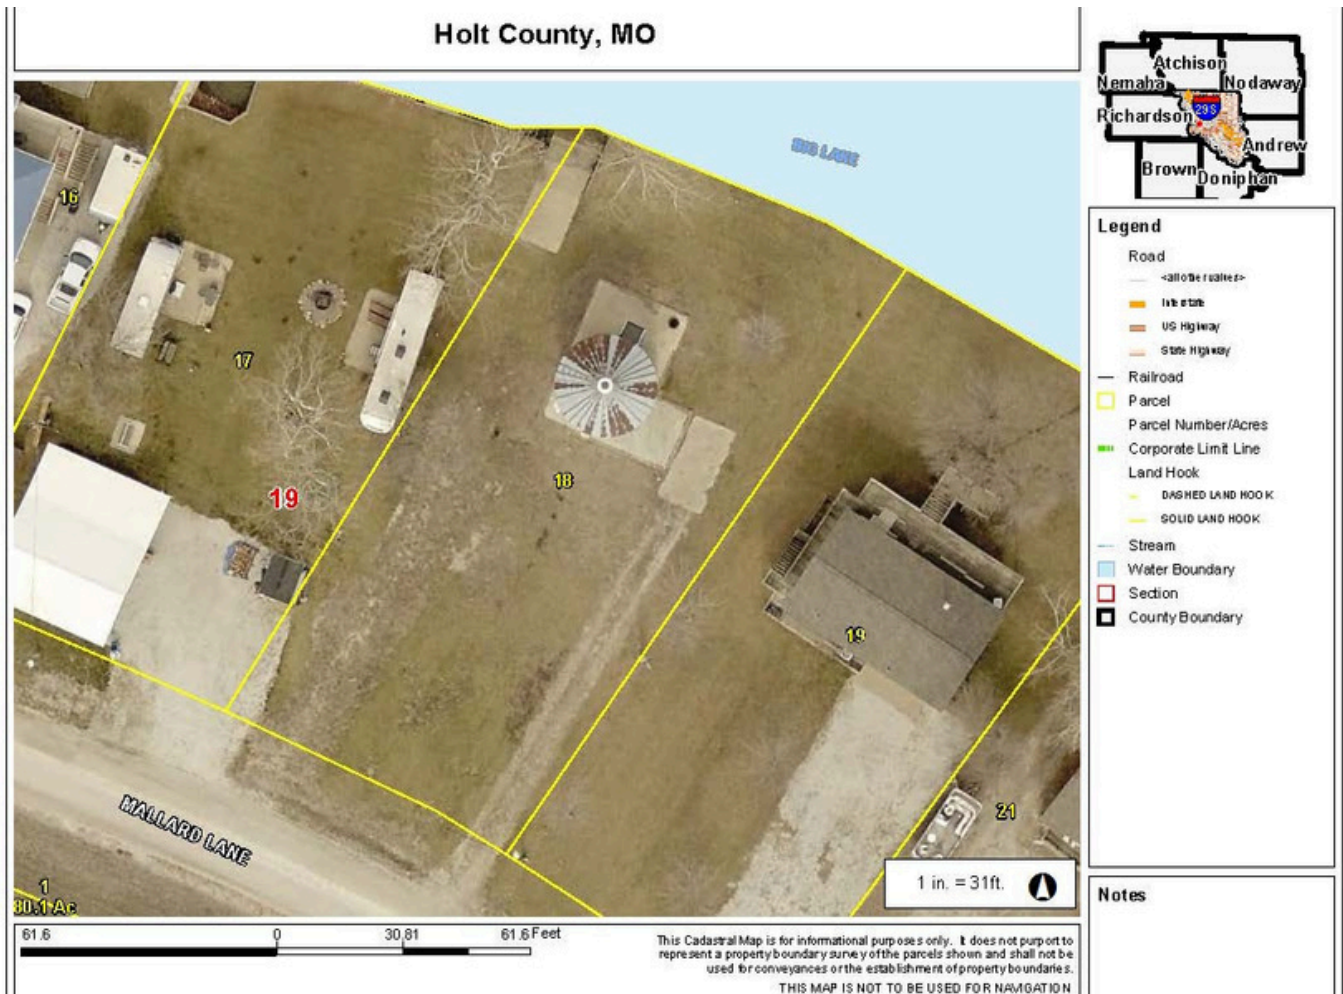 Holt County, MO
Atchison
Nemaha
Nodaway
29S
Richardson
Andrew
Brown
Doniphan
BIG LAKE
16
17
19
18
19
21
MALLARD LANE
1
80.1 Ac
1 in. = 31ft.
Legend
Road
<all other values>
Interstate
US Highway
State Highway
Railroad
Parcel
Parcel Number/Acres
Corporate Limit Line
Land Hook
DASHED LAND HOOK
SOLID LAND HOOK
Stream
Water Boundary
Section
County Boundary
Notes
61.6 0 30.81 61.6 Feet
This Cadastral Map is for informational purposes only. It does not purport to
represent a property boundary survey of the parcels shown and shall not be
used for conveyances or the establishment of property boundaries.
THIS MAP IS NOT TO BE USED FOR NAVIGATION